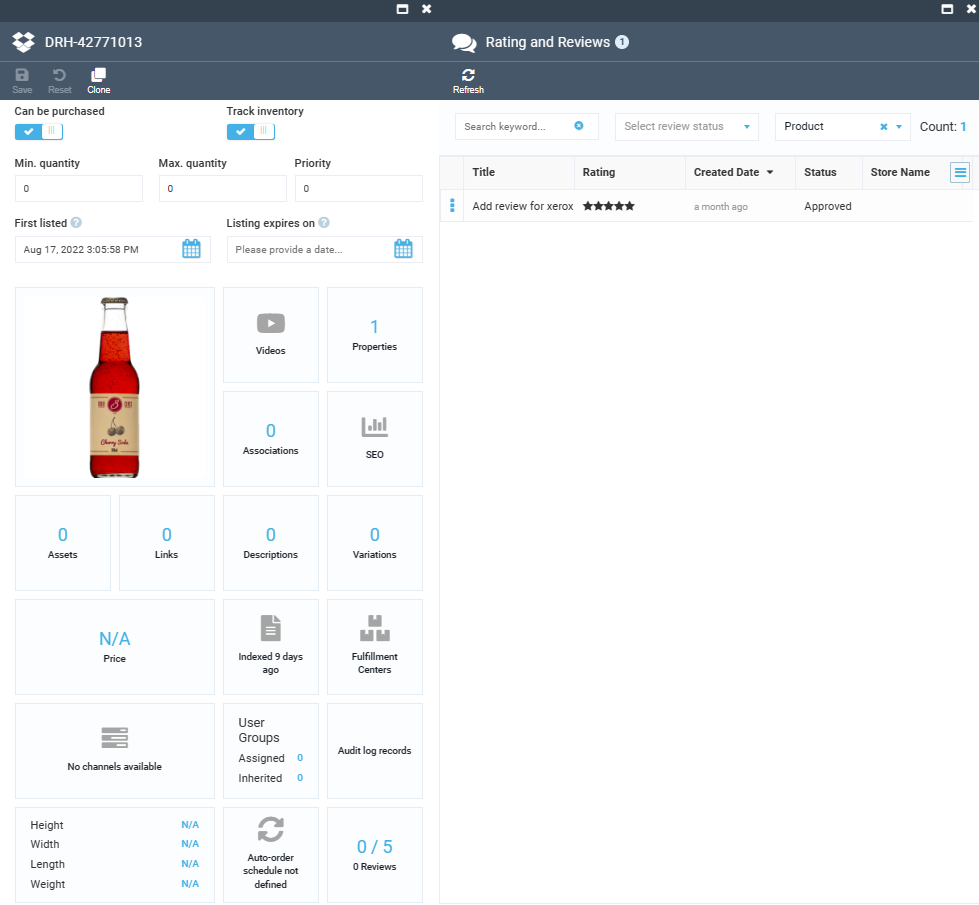 DRH-42771013
Save Reset Clone
Can be purchased Track inventory
Min. quantity Max. quantity Priority
0 0 0
First listed ? Listing expires on ?
Aug 17, 2022 3:05:58 PM Please provide a date...
Cherry Soda
Videos
1
Properties
0
Associations
SEO
0
Assets
0
Links
0
Descriptions
0
Variations
N/A
Price
Indexed 9 days
ago
Fulfillment
Centers
No channels available
User
Groups
Assigned 0
Inherited 0
Audit log records
Height N/A
Width N/A
Length N/A
Weight N/A
Auto-order
schedule not
defined
0 / 5
0 Reviews
Rating and Reviews 1
Refresh
Search keyword... Select review status Product Count: 1
Title Rating Created Date Status Store Name
Add review for xerox a month ago Approved